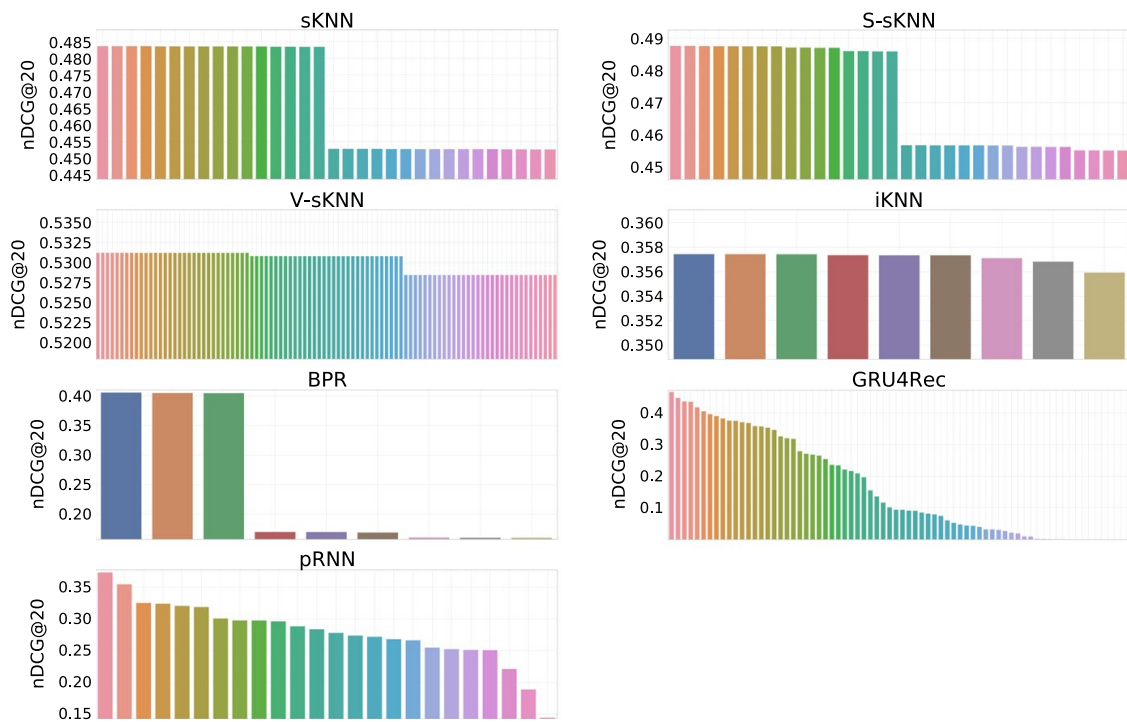 sKNN
nDCG@20
0.485
0.480
0.475
0.470
0.465
0.460
0.455
0.450
0.445
S-sKNN
nDCG@20
0.49
0.48
0.47
0.46
0.45
V-sKNN
nDCG@20
0.5350
0.5325
0.5300
0.5275
0.5250
0.5225
0.5200
iKNN
nDCG@20
0.360
0.358
0.356
0.354
0.352
0.350
BPR
nDCG@20
0.40
0.35
0.30
0.25
0.20
GRU4Rec
nDCG@20
0.4
0.3
0.2
0.1
pRNN
nDCG@20
0.35
0.30
0.25
0.20
0.15